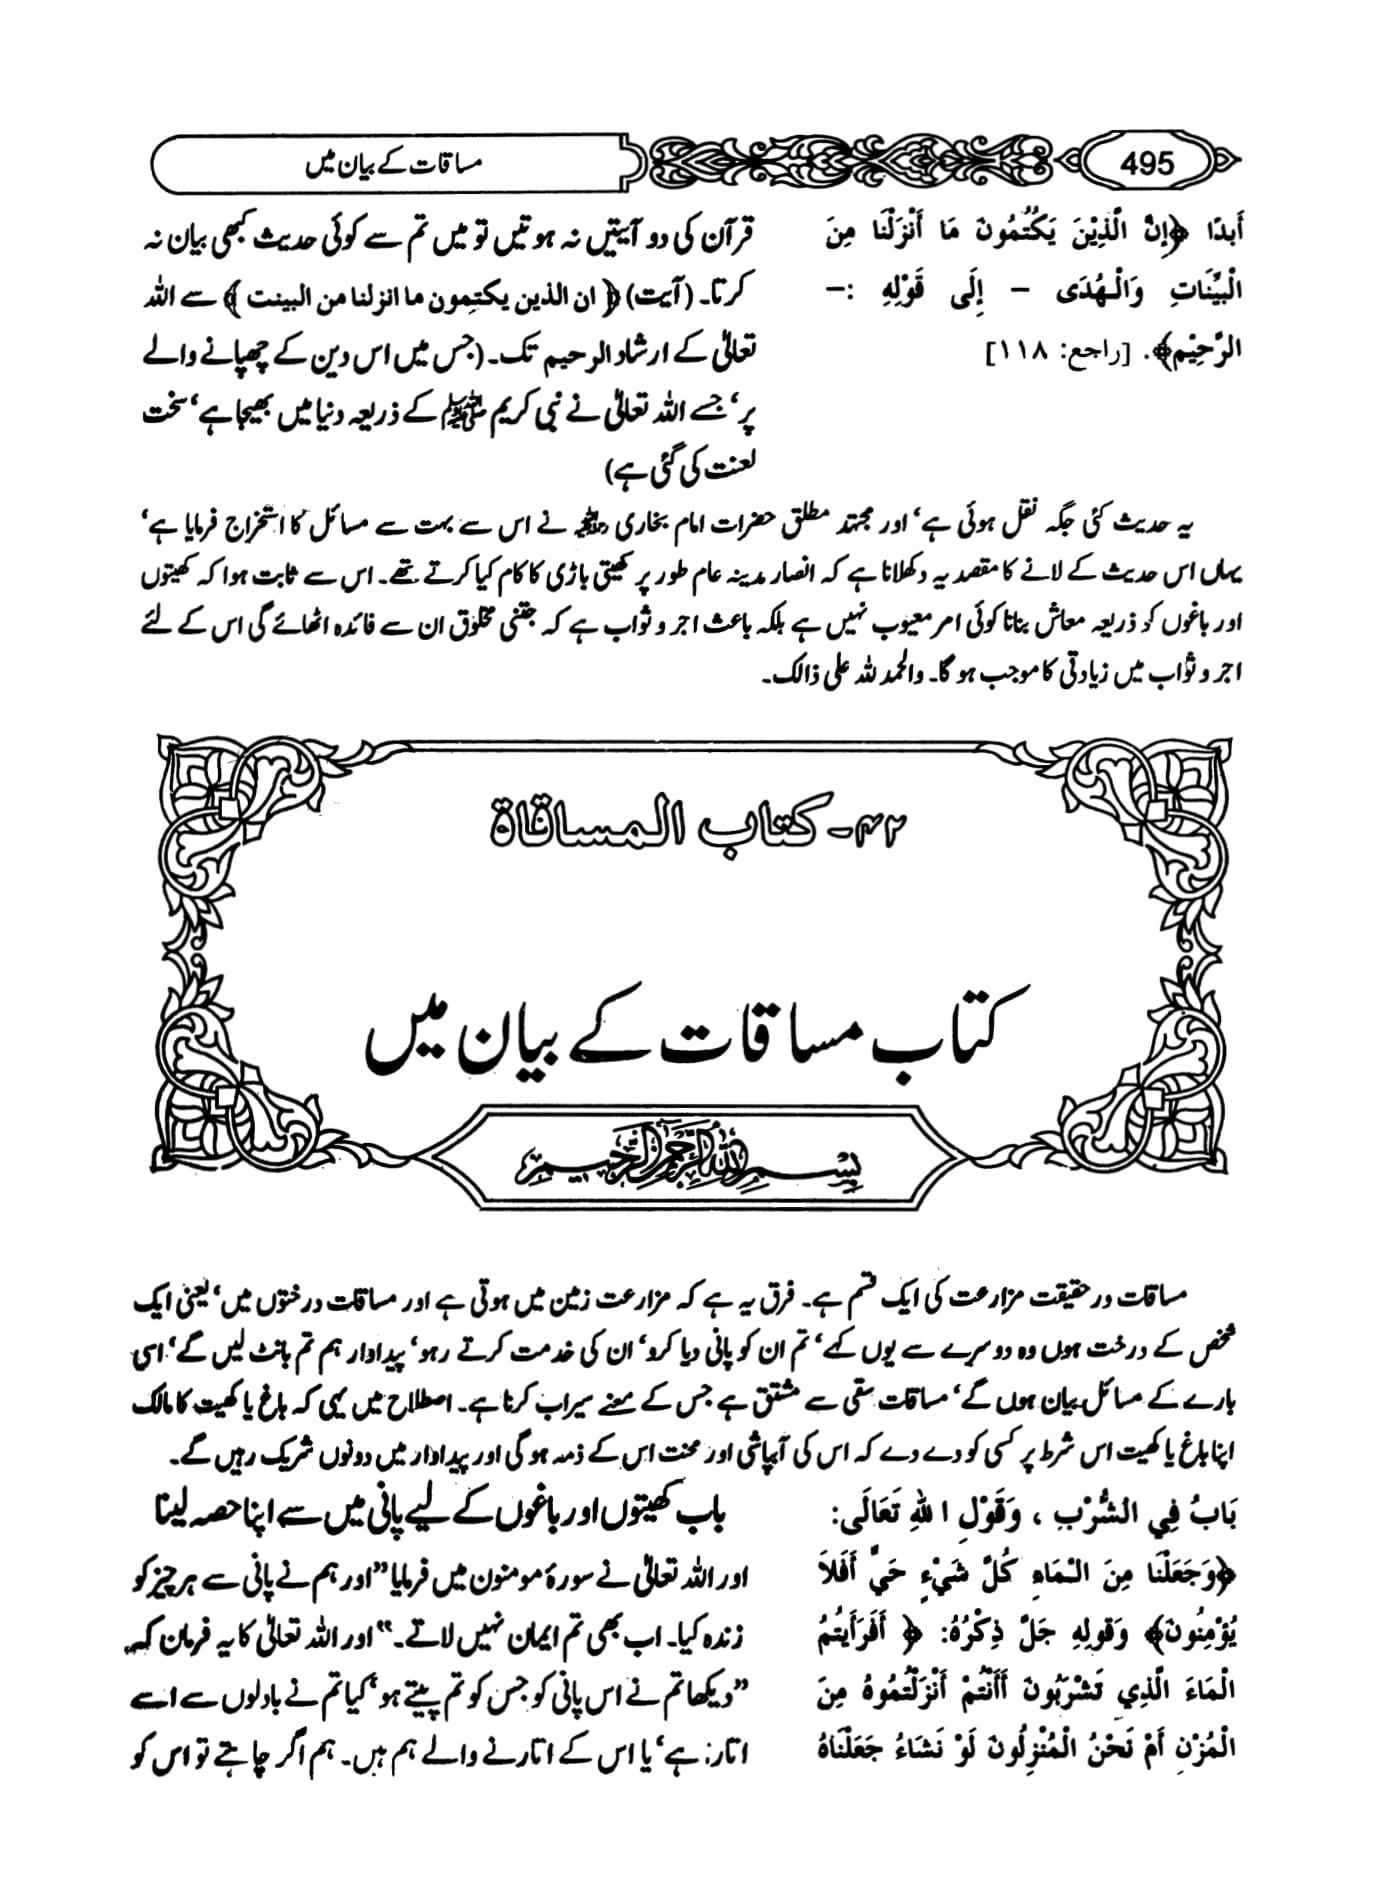 495
مساقات کے بیان میں
أَبدًا ﴿إِنَّ الَّذِيْنَ يَكْتُمُونَ مَا أَنْزَلْنَا مِنَ
الْبَيِّنَاتِ وَالْهُدَى – إِلَى قَوْلِهِ :–
الرَّحِيْم﴾. [راجع: ١١٨]
قرآن کی دو آیتیں نہ ہوتیں تو میں تم سے کوئی حدیث کبھی بیان نہ
کرتا۔ (آیت) ﴿ ان الذین یکتمون ما انزلنا من البینت ﴾ سے اللہ
تعالیٰ کے ارشاد الرحیم تک۔ (جس میں اس دین کے چھپانے والے
پر‘ جسے اللہ تعالیٰ نے نبی کریم ﷺ کے ذریعہ دنیا میں بھیجا ہے‘ سخت
لعنت کی گئی ہے)
یہ حدیث کئی جگہ نقل ہوئی ہے‘ اور مجتہد مطلق حضرات امام بخاری رحمہ اللہ نے اس سے بہت سے مسائل کا استخراج فرمایا ہے‘
یہاں اس حدیث کے لانے کا مقصد یہ دکھلانا ہے کہ انصار مدینہ عام طور پر کھیتی باڑی کا کام کیا کرتے تھے۔ اس سے ثابت ہوا کہ کھیتوں
اور باغوں کو ذریعہ معاش بنانا کوئی امر معیوب نہیں ہے بلکہ باعث اجر و ثواب ہے کہ جتنی مخلوق ان سے فائدہ اٹھائے گی اس کے لئے
اجر و ثواب میں زیادتی کا موجب ہو گا۔ والحمد للہ علی ذالک۔
۴۲- كتاب المساقاة
کتاب مساقات کے بیان میں
بسم الله الرحمن الرحيم
مساقات در حقیقت مزارعت کی ایک قسم ہے۔ فرق یہ ہے کہ مزارعت زمین میں ہوتی ہے اور مساقات درختوں میں‘ یعنی ایک
شخص کے درخت ہوں وہ دوسرے سے یوں کہے‘ تم ان کو پانی دیا کرو‘ ان کی خدمت کرتے رہو‘ پیداوار ہم تم بانٹ لیں گے‘ اسی
بارے کے مسائل بیان ہوں گے‘ مساقات سقی سے مشتق ہے جس کے معنے سیراب کرنا ہے۔ اصطلاح میں یہی کہ باغ یا کھیت کا مالک
اپنا باغ یا کھیت اس شرط پر کسی کو دے دے کہ اس کی آبپاشی اور محنت اس کے ذمہ ہو گی اور پیداوار میں دونوں شریک رہیں گے۔
بَابُ فِي الشُّرْبِ ، وَقَوْلِ ا للهِ تَعَالَى:
﴿وَجَعَلْنَا مِنَ الْـمَاءِ كُلَّ شَيْءٍ حَيٍّ أَفَلاَ
يُؤْمِنُونَ﴾ وَقولِهِ جَلَّ ذِكْرُهُ: ﴿ أَفَرَأَيْتُمُ
الْمَاءَ الَّذِي تَشْرَبُونَ أَأَنْتُمْ أَنْزَلْتُمُوهُ مِنَ
الْمُزْنِ أَمْ نَحْنُ الْمُنْزِلُونَ لَوْ نَشَاءُ جَعَلْنَاهُ
باب کھیتوں اور باغوں کے لیے پانی میں سے اپنا حصہ لینا
اور اللہ تعالیٰ نے سورۂ مومنون میں فرمایا ”اور ہم نے پانی سے ہر چیز کو
زندہ کیا۔ اب بھی تم ایمان نہیں لاتے۔“ اور اللہ تعالیٰ کا یہ فرمان کہ
”دیکھا تم نے اس پانی کو جس کو تم پیتے ہو‘ کیا تم نے بادلوں سے اسے
اتارا ہے‘ یا اس کے اتارنے والے ہم ہیں۔ ہم اگر چاہتے تو اس کو